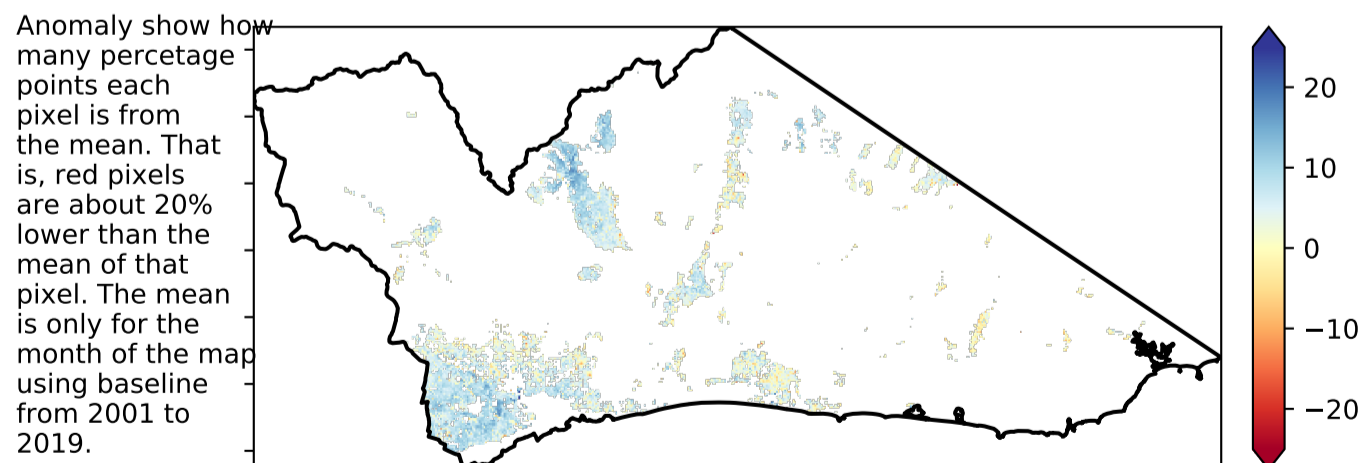 Anomaly show how
many percetage
points each
pixel is from
the mean. That
is, red pixels
are about 20%
lower than the
mean of that
pixel. The mean
is only for the
month of the map
using baseline
from 2001 to
2019.
20
10
0
−10
−20